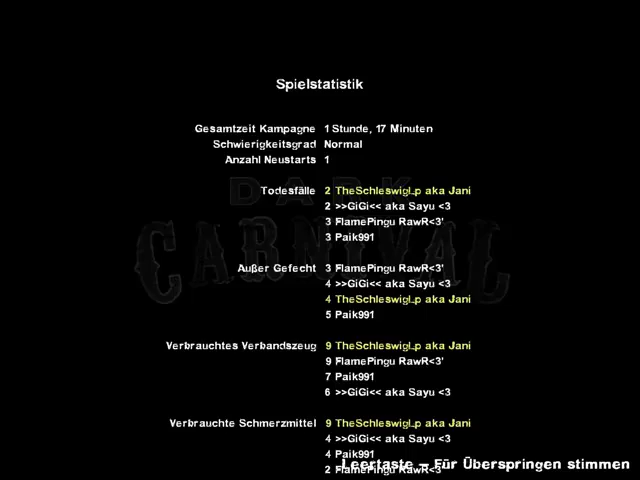 Spielstatistik
Gesamtzeit Kampagne 1 Stunde, 17 Minuten
Schwierigkeitsgrad Normal
Anzahl Neustarts 1
DARK
CARNIVAL
Todesfälle 2 TheSchleswigLp aka Jani
2 >>GiGi<< aka Sayu <3
3 FlamePingu RawR<3'
3 Paik991
Außer Gefecht 3 FlamePingu RawR<3'
4 >>GiGi<< aka Sayu <3
4 TheSchleswigLp aka Jani
5 Paik991
Verbrauchtes Verbandszeug 9 TheSchleswigLp aka Jani
9 FlamePingu RawR<3'
7 Paik991
6 >>GiGi<< aka Sayu <3
Verbrauchte Schmerzmittel 9 TheSchleswigLp aka Jani
4 >>GiGi<< aka Sayu <3
4 Paik991
2 FlamePingu RawR<3'
Leertaste – Für Überspringen stimmen